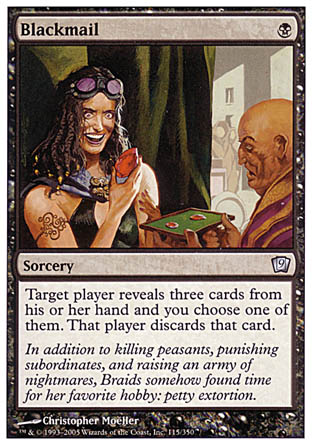 Blackmail
Sorcery
9
Target player reveals three cards from
his or her hand and you choose one of
them. That player discards that card.
In addition to killing peasants, punishing
subordinates, and raising an army of
nightmares, Braids somehow found time
for her favorite hobby: petty extortion.
Christopher Moeller
™ & © 1993–2005 Wizards of the Coast, Inc. 115/350